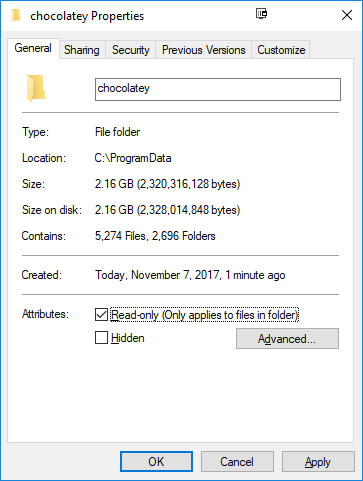 chocolatey Properties
General Sharing Security Previous Versions Customize
chocolatey
Type: File folder
Location: C:\ProgramData
Size: 2.16 GB (2,320,316,128 bytes)
Size on disk: 2.16 GB (2,328,014,848 bytes)
Contains: 5,274 Files, 2,696 Folders
Created: Today, November 7, 2017, 1 minute ago
Attributes: Read-only (Only applies to files in folder)
Hidden Advanced...
OK Cancel Apply